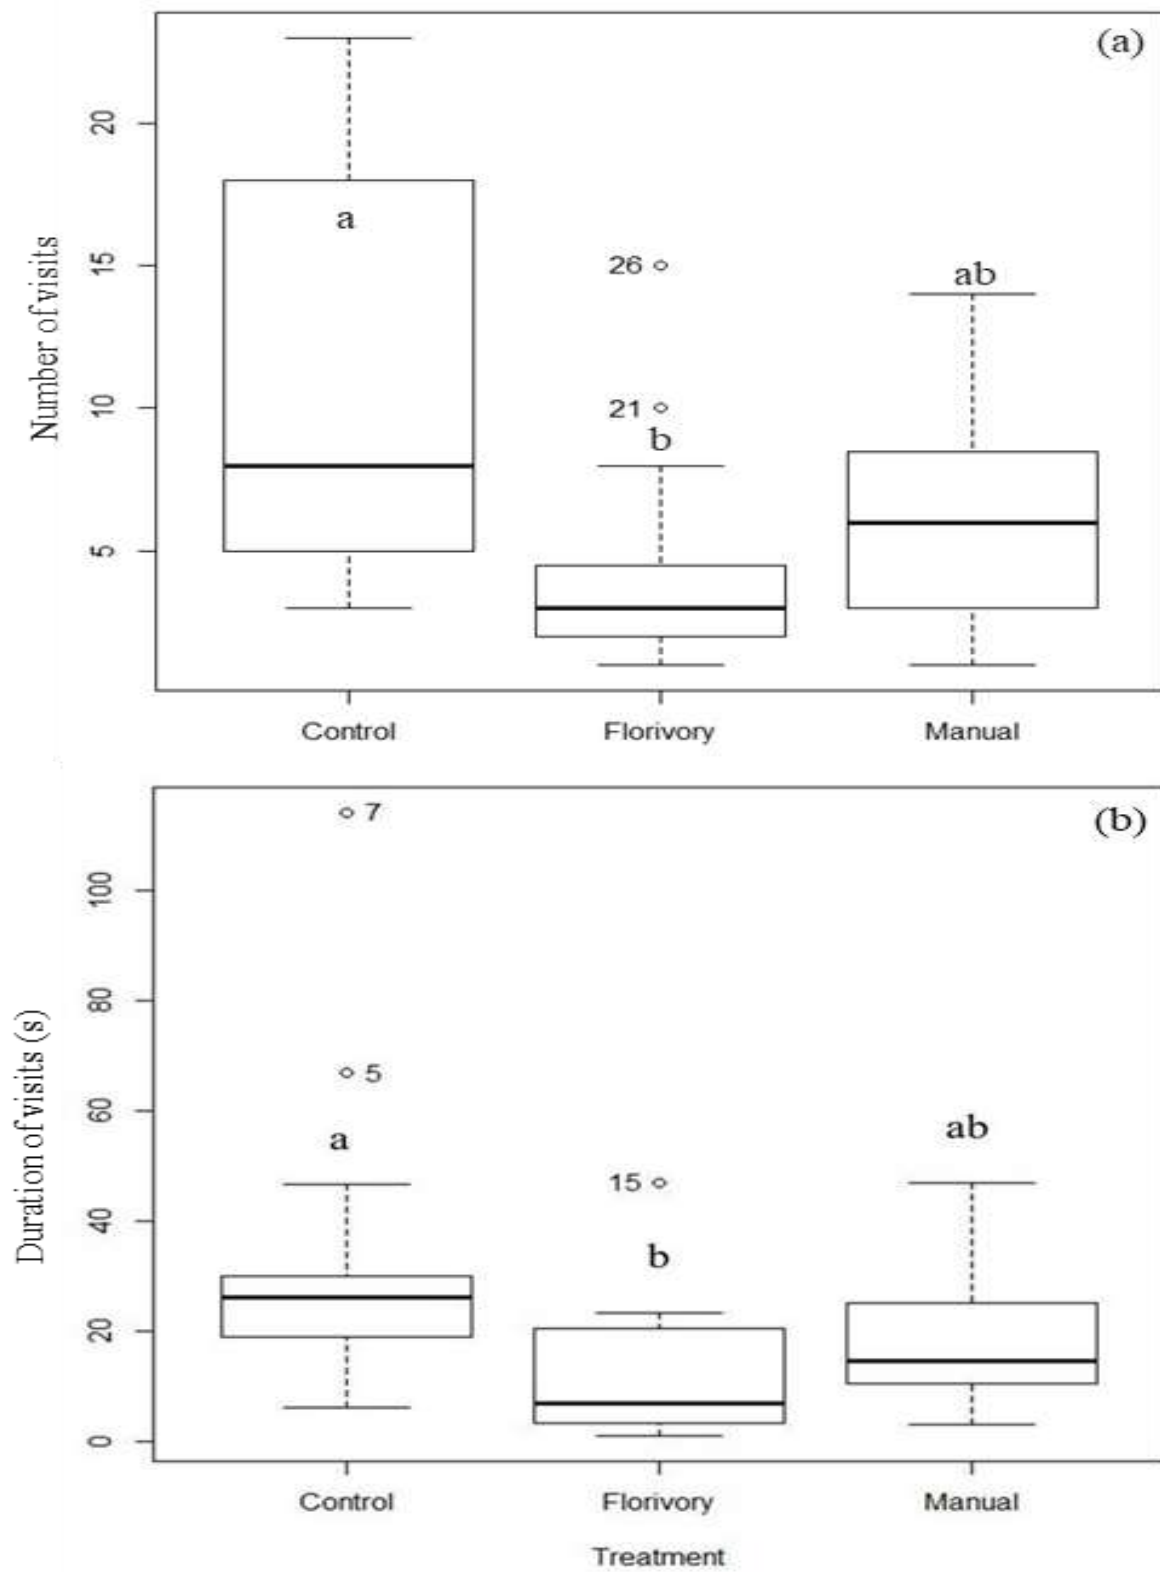 (a)
Number of visits
20
15
10
5
a
26
21
b
ab
Control Florivory Manual
(b)
Duration of visits (s)
100
80
60
40
20
0
7
5
a
15
b
ab
Control Florivory Manual
Treatment